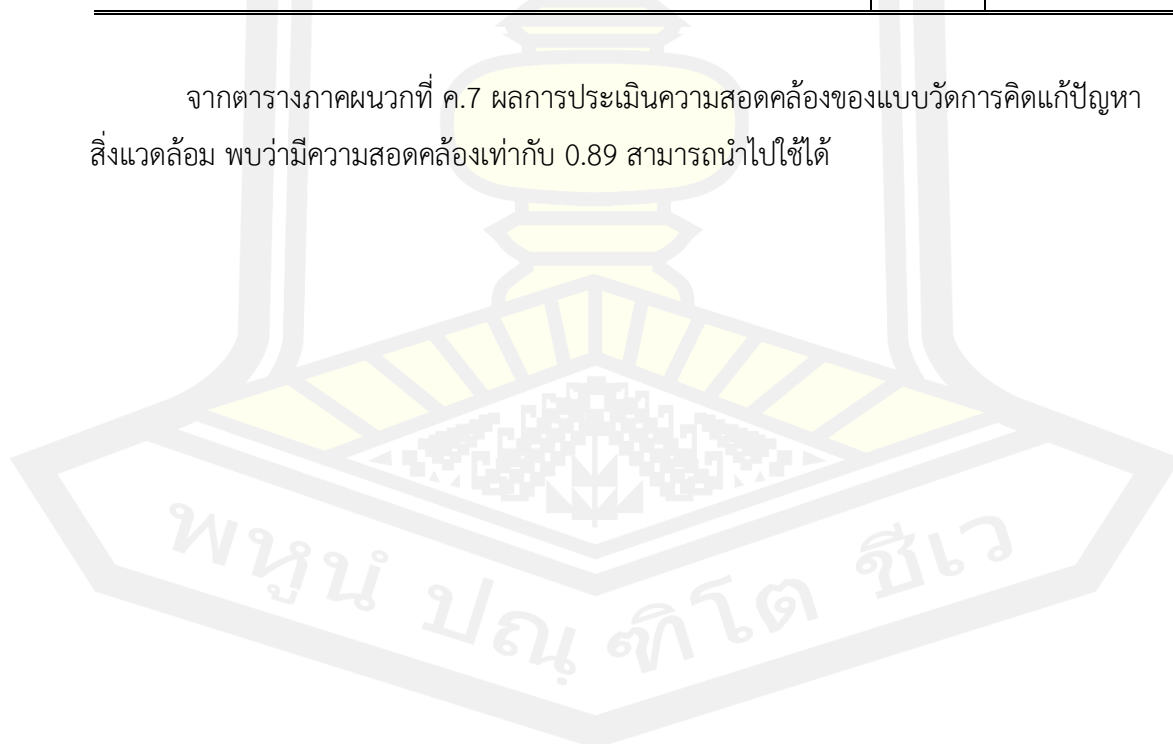 จากตารางภาคผนวกที่ ค.7 ผลการประเมินความสอดคล้องของแบบวัดการคิดแก้ปัญหา
สิ่งแวดล้อม พบว่ามีความสอดคล้องเท่ากับ 0.89 สามารถนำไปใช้ได้
พหูนํ ปณฺฑิโต ชีเว